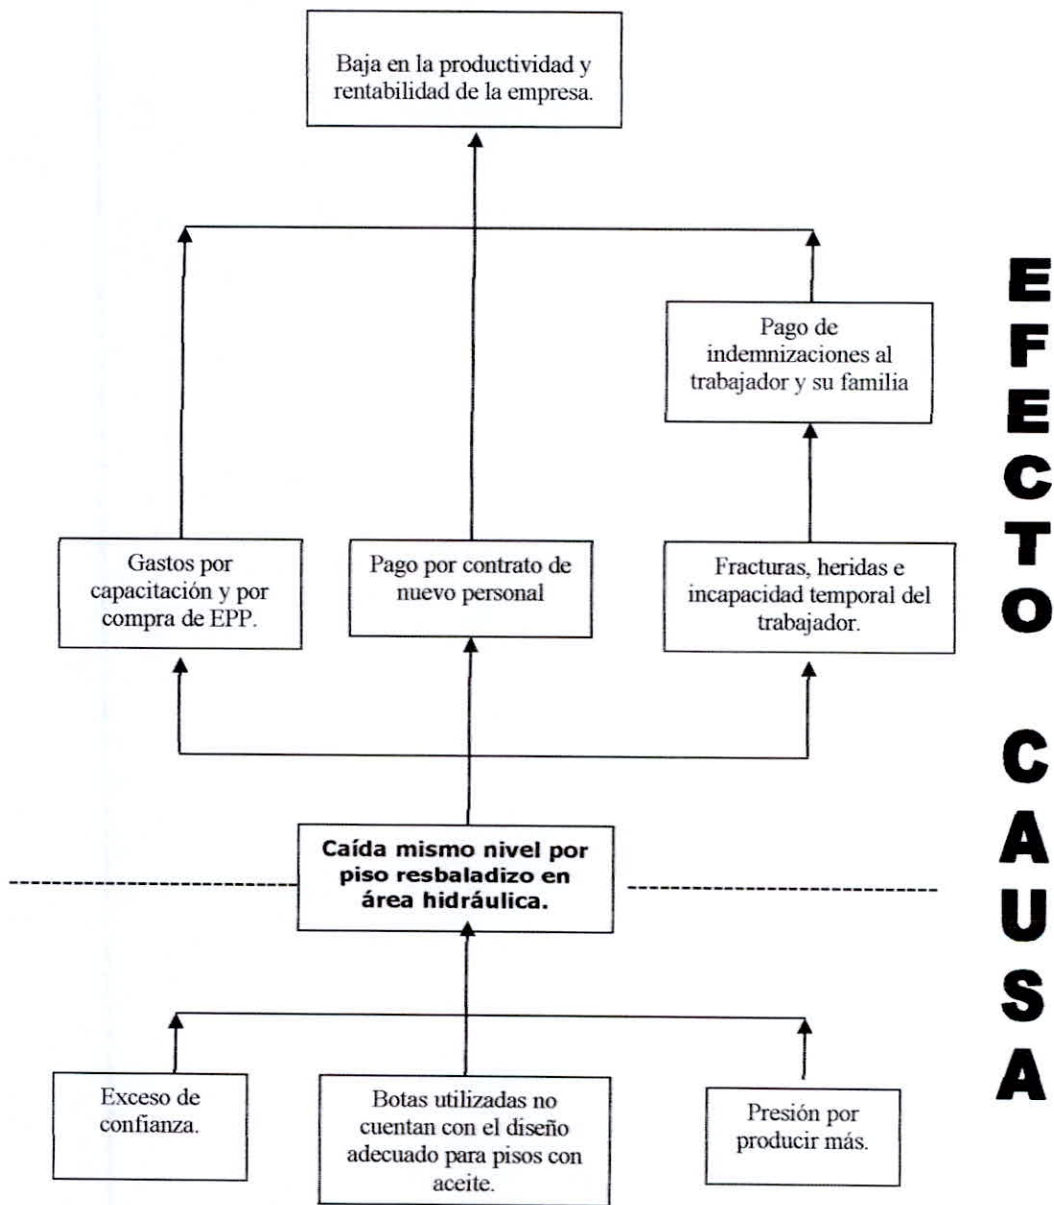 Baja en la productividad y
rentabilidad de la empresa.
Pago de
indemnizaciones al
trabajador y su familia
Gastos por
capacitación y por
compra de EPP.
Pago por contrato de
nuevo personal
Fracturas, heridas e
incapacidad temporal del
trabajador.
Caída mismo nivel por
piso resbaladizo en
área hidráulica.
Exceso de
confianza.
Botas utilizadas no
cuentan con el diseño
adecuado para pisos con
aceite.
Presión por
producir más.
EFECTO
CAUSA